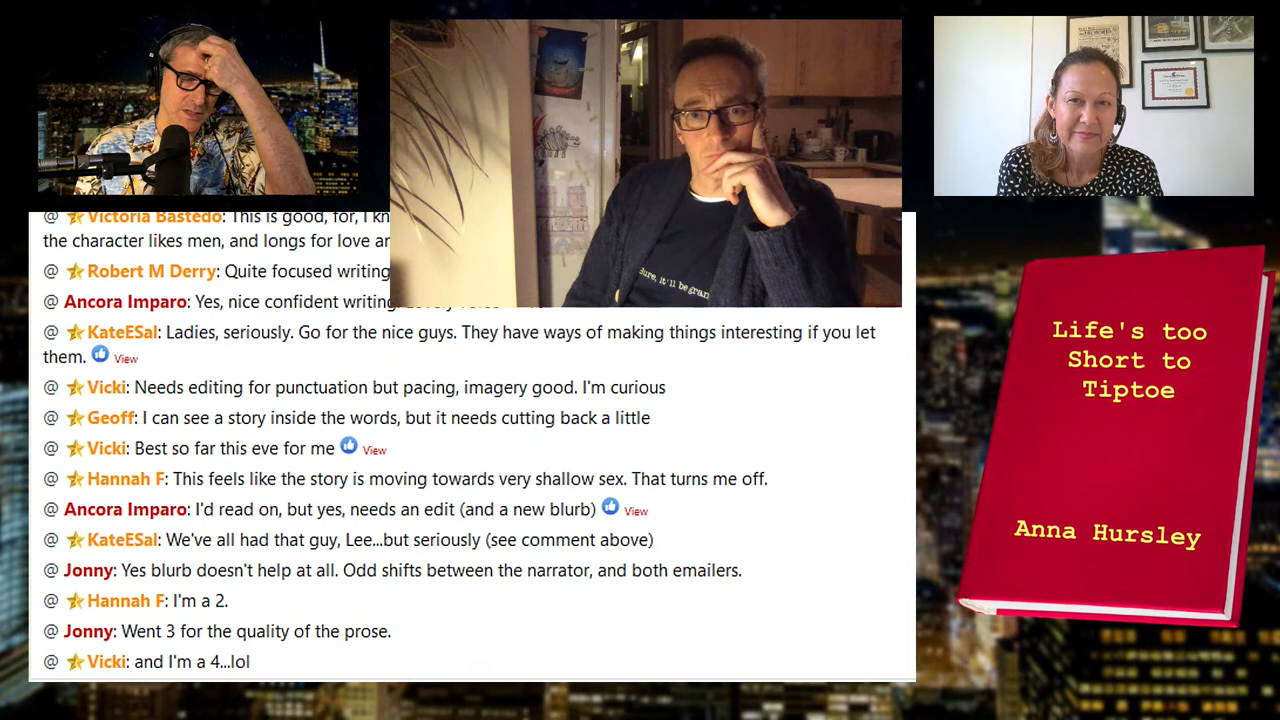 Sure, it'll be gran
@ Victoria Bastedo: This is good, for, I kn
the character likes men, and longs for love ar
@ Robert M Derry: Quite focused writing
@ Ancora Imparo: Yes, nice confident writing.
@ KateESal: Ladies, seriously. Go for the nice guys. They have ways of making things interesting if you let
them. View
@ Vicki: Needs editing for punctuation but pacing, imagery good. I'm curious
@ Geoff: I can see a story inside the words, but it needs cutting back a little
@ Vicki: Best so far this eve for me View
@ Hannah F: This feels like the story is moving towards very shallow sex. That turns me off.
@ Ancora Imparo: I'd read on, but yes, needs an edit (and a new blurb) View
@ KateESal: We've all had that guy, Lee...but seriously (see comment above)
@ Jonny: Yes blurb doesn't help at all. Odd shifts between the narrator, and both emailers.
@ Hannah F: I'm a 2.
@ Jonny: Went 3 for the quality of the prose.
@ Vicki: and I'm a 4...lol
Life's too
Short to
Tiptoe
Anna Hursley